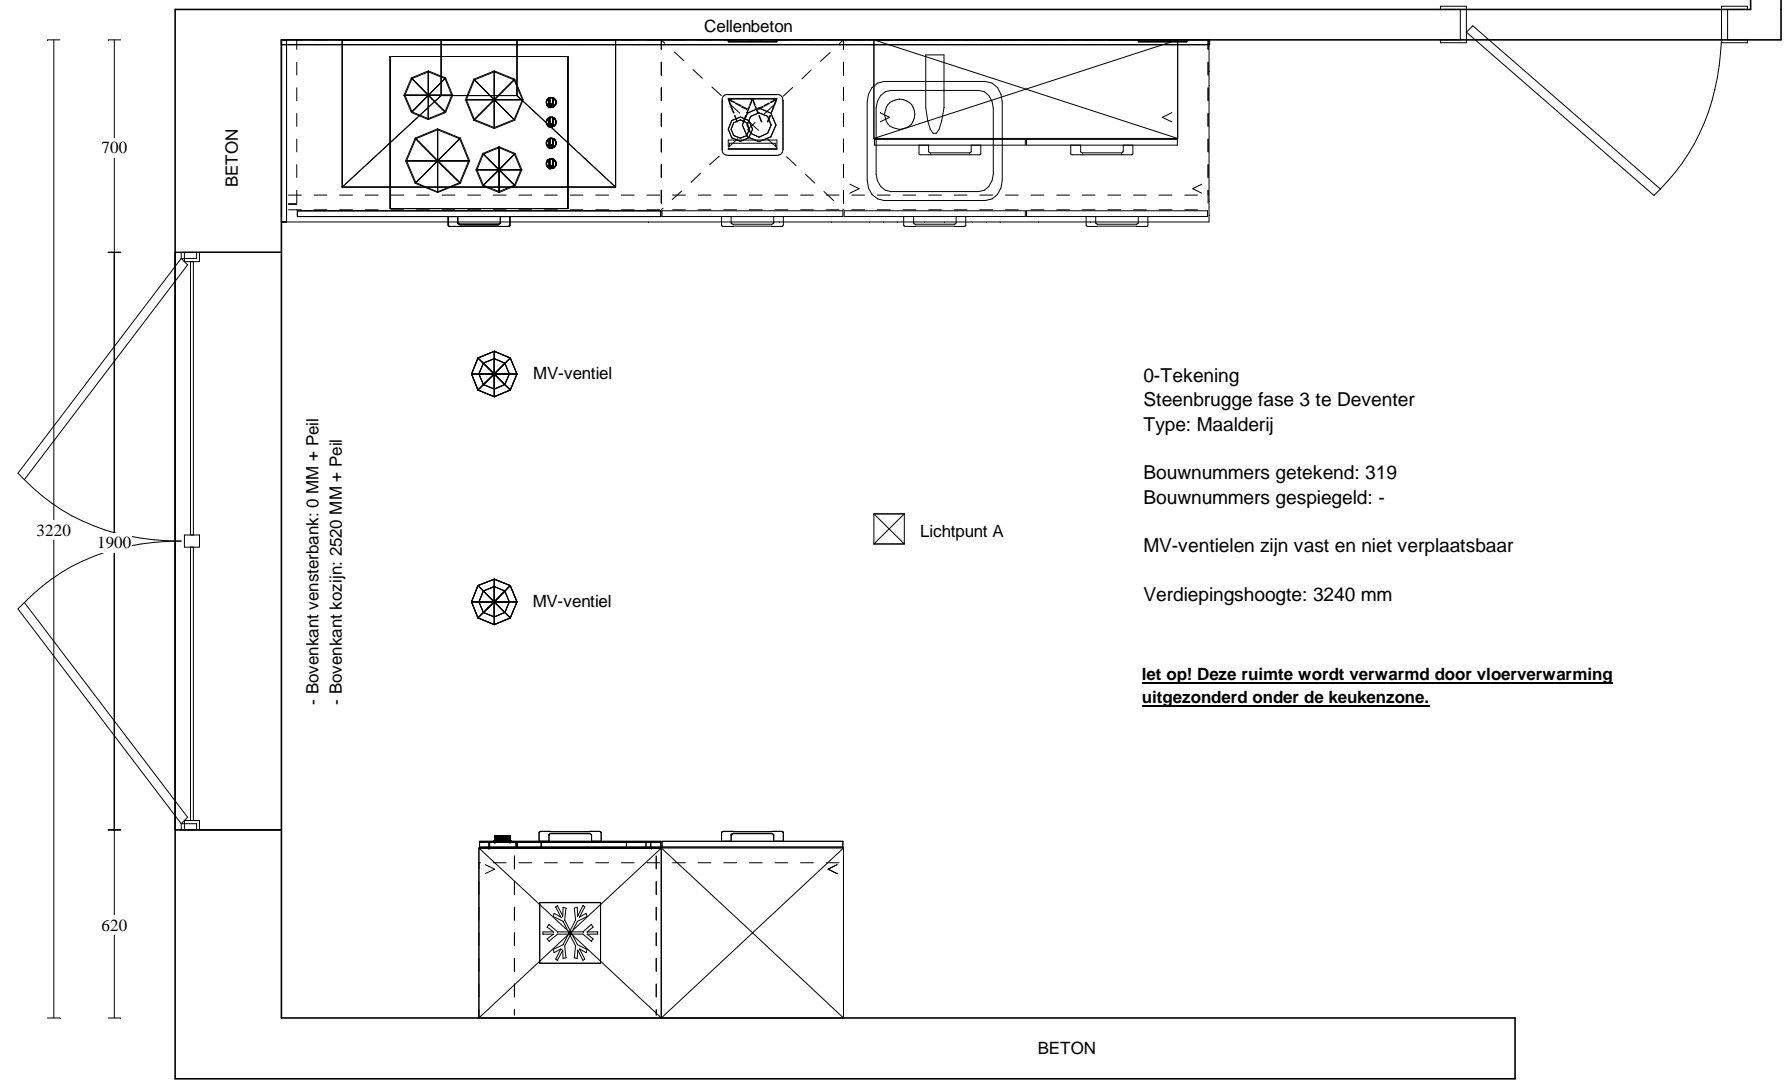 Cellenbeton
BETON
700
3220
1900
620
MV-ventiel
- Bovenkant vensterbank: 0 MM + Peil
- Bovenkant kozijn: 2520 MM + Peil
MV-ventiel
Lichtpunt A
0-Tekening
Steenbrugge fase 3 te Deventer
Type: Maalderij
Bouwnummers getekend: 319
Bouwnummers gespiegeld: -
MV-ventielen zijn vast en niet verplaatsbaar
Verdiepingshoogte: 3240 mm
let op! Deze ruimte wordt verwarmd door vloerverwarming
uitgezonderd onder de keukenzone.
BETON